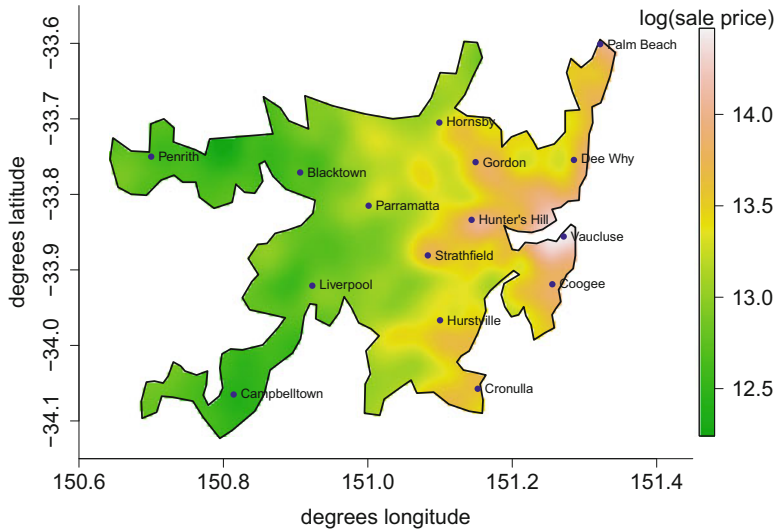 log(sale price)
−33.6
−33.7
−33.8
−33.9
−34.0
−34.1
degrees latitude
Palm Beach
Hornsby
Penrith
Gordon
Dee Why
Blacktown
Parramatta
Hunter's Hill
Vaucluse
Strathfield
Liverpool
Coogee
Hurstville
Campbelltown
Cronulla
14.0
13.5
13.0
12.5
150.6 150.8 151.0 151.2 151.4
degrees longitude